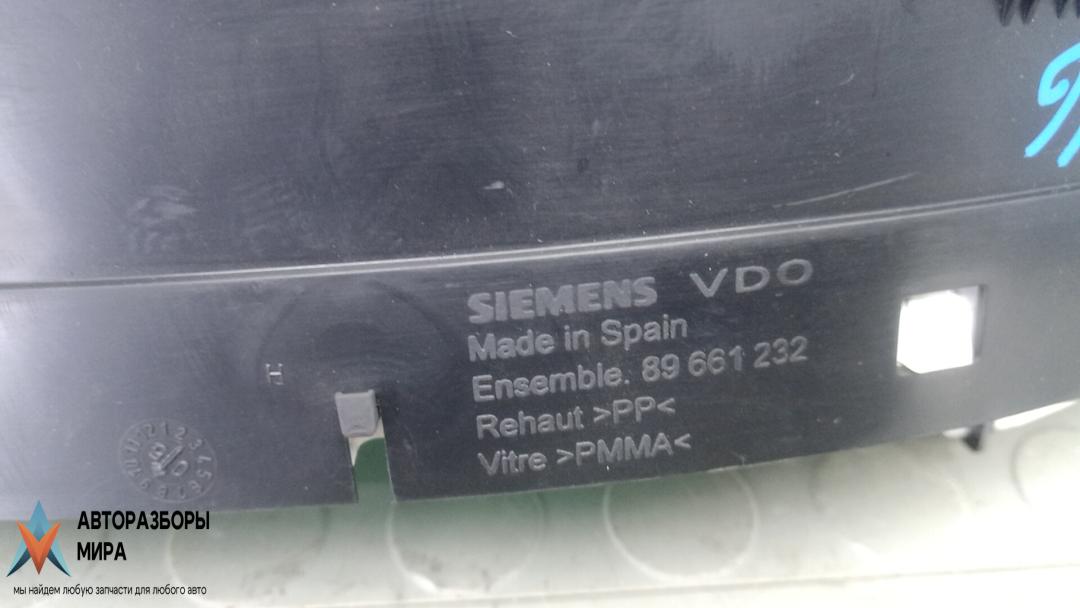 SIEMENS VDO
Made in Spain
Ensemble. 89 661 232
Rehaut >PP<
Vitre >PMMA<
H
АВТОРАЗБОРЫ
МИРА
мы найдем любую запчасти для любого авто